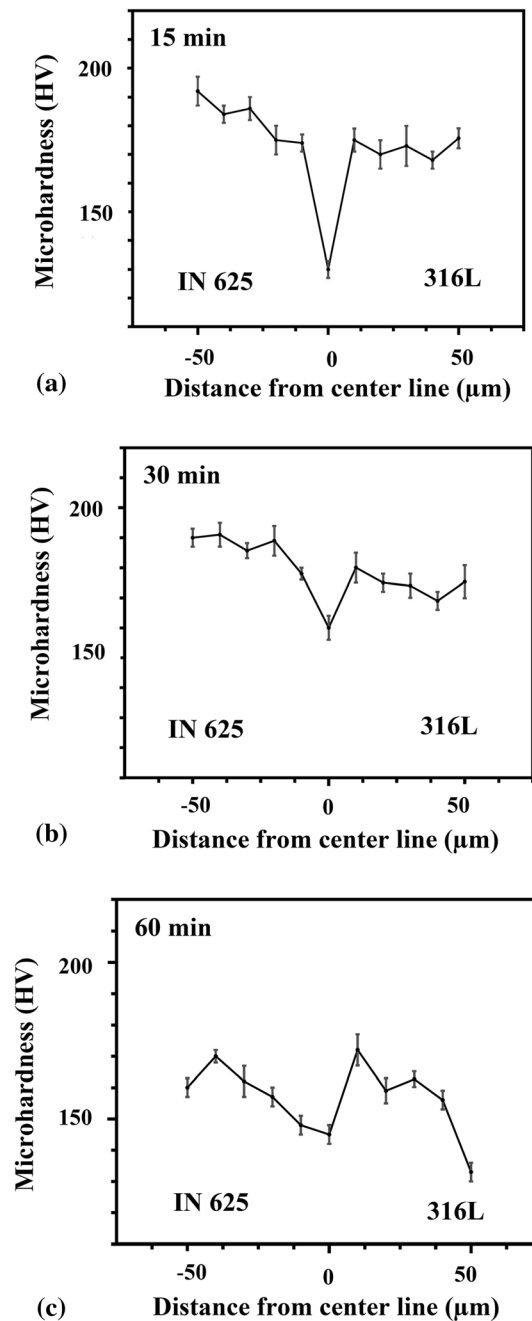 15 min
200
150
Microhardness (HV)
IN 625
316L
-50
0
50
Distance from center line (µm)
(a)
30 min
200
150
Microhardness (HV)
IN 625
316L
-50
0
50
Distance from center line (µm)
(b)
60 min
200
150
Microhardness (HV)
IN 625
316L
-50
0
50
Distance from center line (µm)
(c)